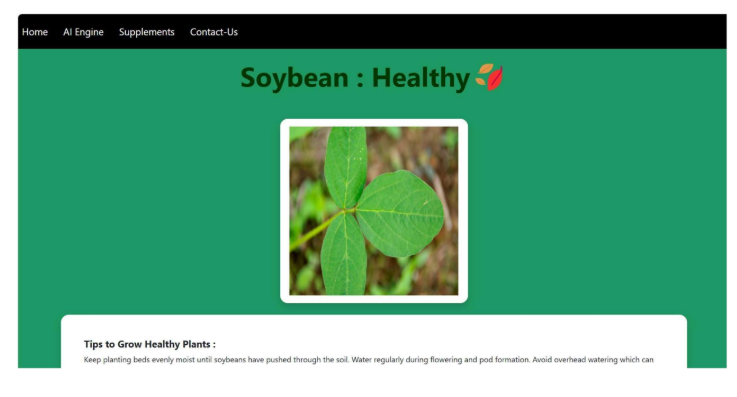 Home AI Engine Supplements Contact-Us
Soybean : Healthy 🍂
Tips to Grow Healthy Plants :
Keep planting beds evenly moist until soybeans have pushed through the soil. Water regularly during flowering and pod formation. Avoid overhead watering which can